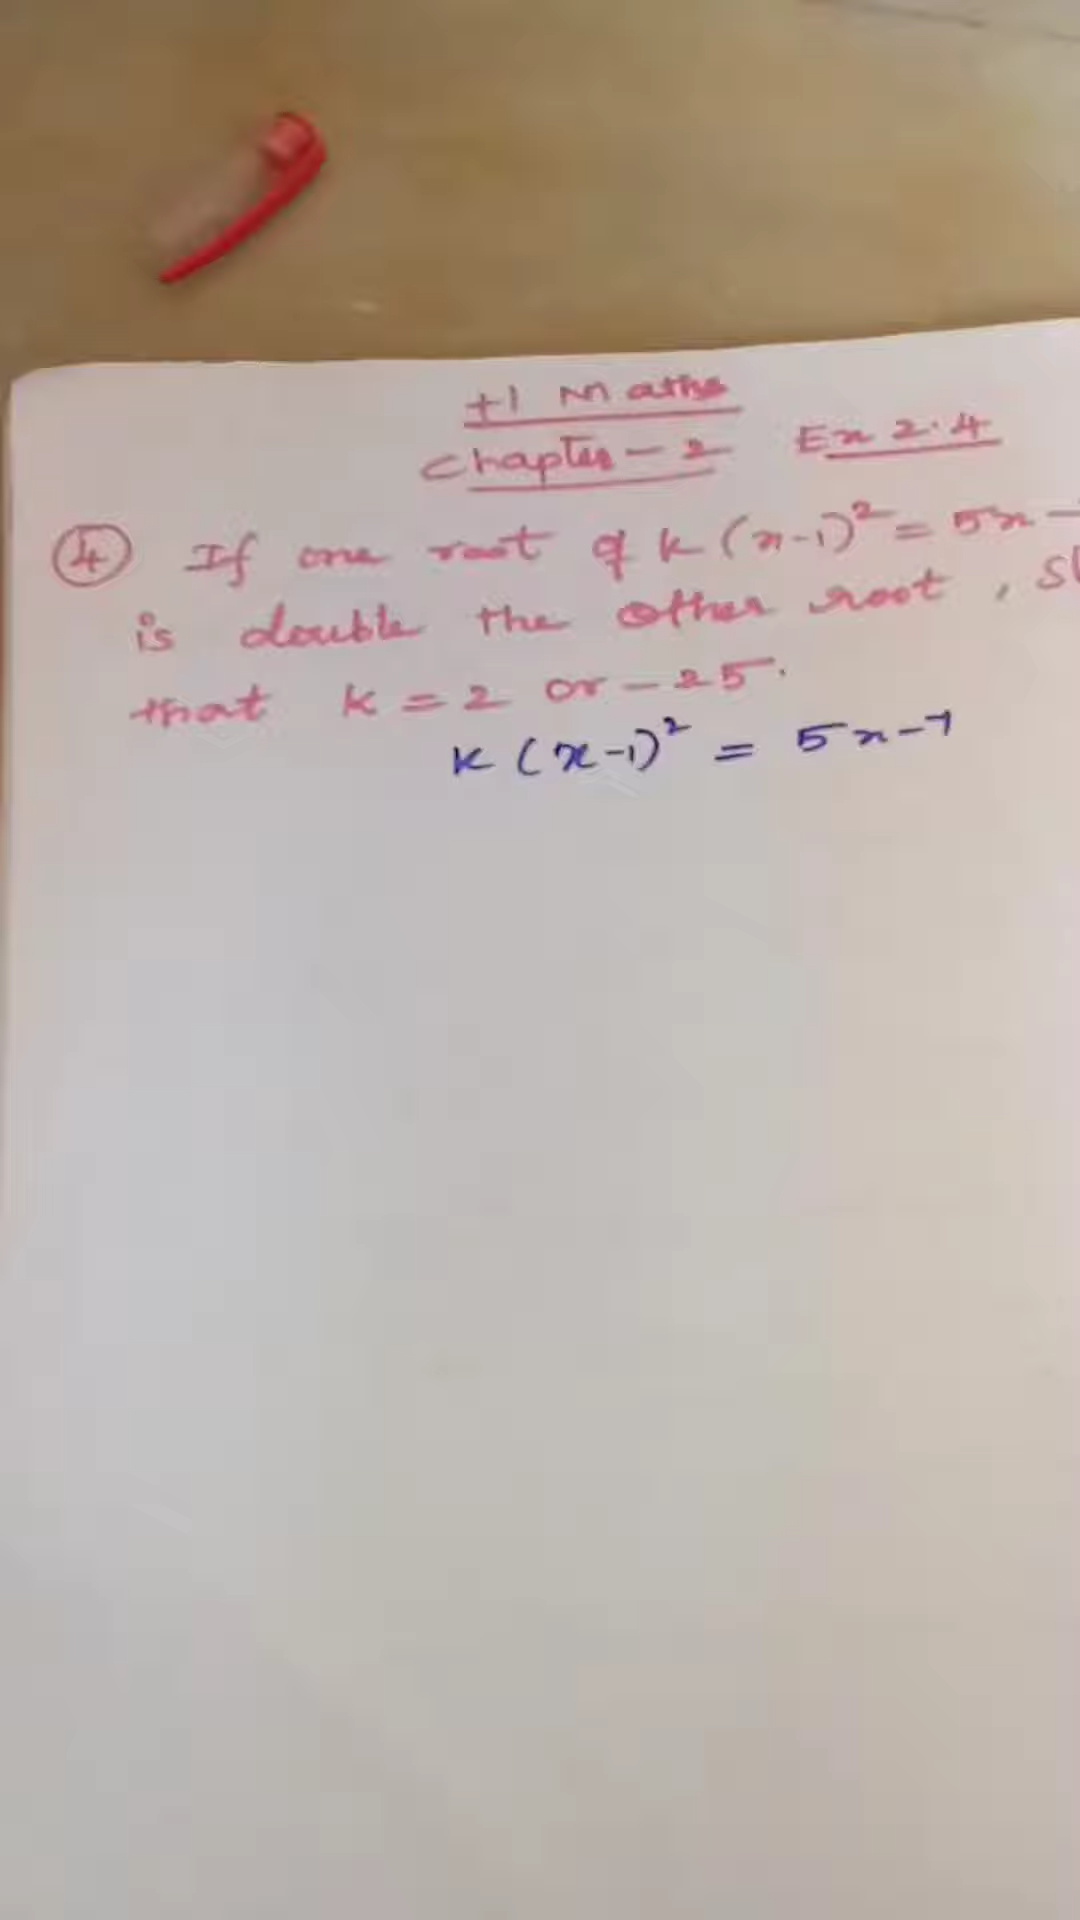 +1 Maths
Chapter - 2 Ex 2.4
④ If one root of k(x-1)² = 5x -
is double the other root,
that k = 2 or -25.
k(x-1)² = 5x-7